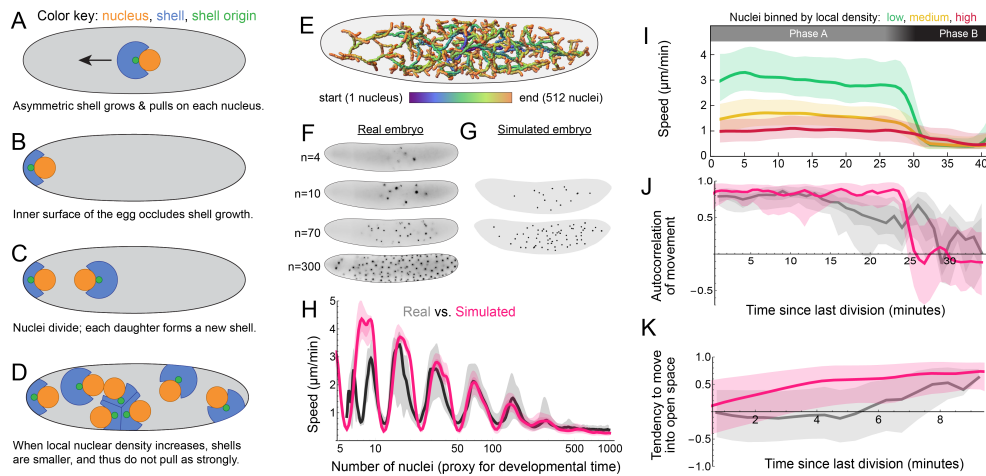 Color key: nucleus, shell, shell origin
A
Asymmetric shell grows & pulls on each nucleus.
B
Inner surface of the egg occludes shell growth.
C
Nuclei divide; each daughter forms a new shell.
D
When local nuclear density increases, shells
are smaller, and thus do not pull as strongly.
E
start (1 nucleus)
end (512 nuclei)
F
Real embryo
n=4
n=10
n=70
n=300
G
Simulated embryo
H
Real vs. Simulated
Speed (μm/min)
5
4
3
2
1
0
5 10 50 100 500 1000
Number of nuclei (proxy for developmental time)
I
Nuclei binned by local density: low, medium, high
Phase A
Phase B
Speed (μm/min)
4
3
2
1
0 10 20 30 40
J
Autocorrelation
of movement
1.0
0.5
−0.5
5 10 15 20 25 30
Time since last division (minutes)
K
Tendency to move
into open space
1.0
0.5
0.0
−0.5
−1.0
2 4 6 8
Time since last division (minutes)